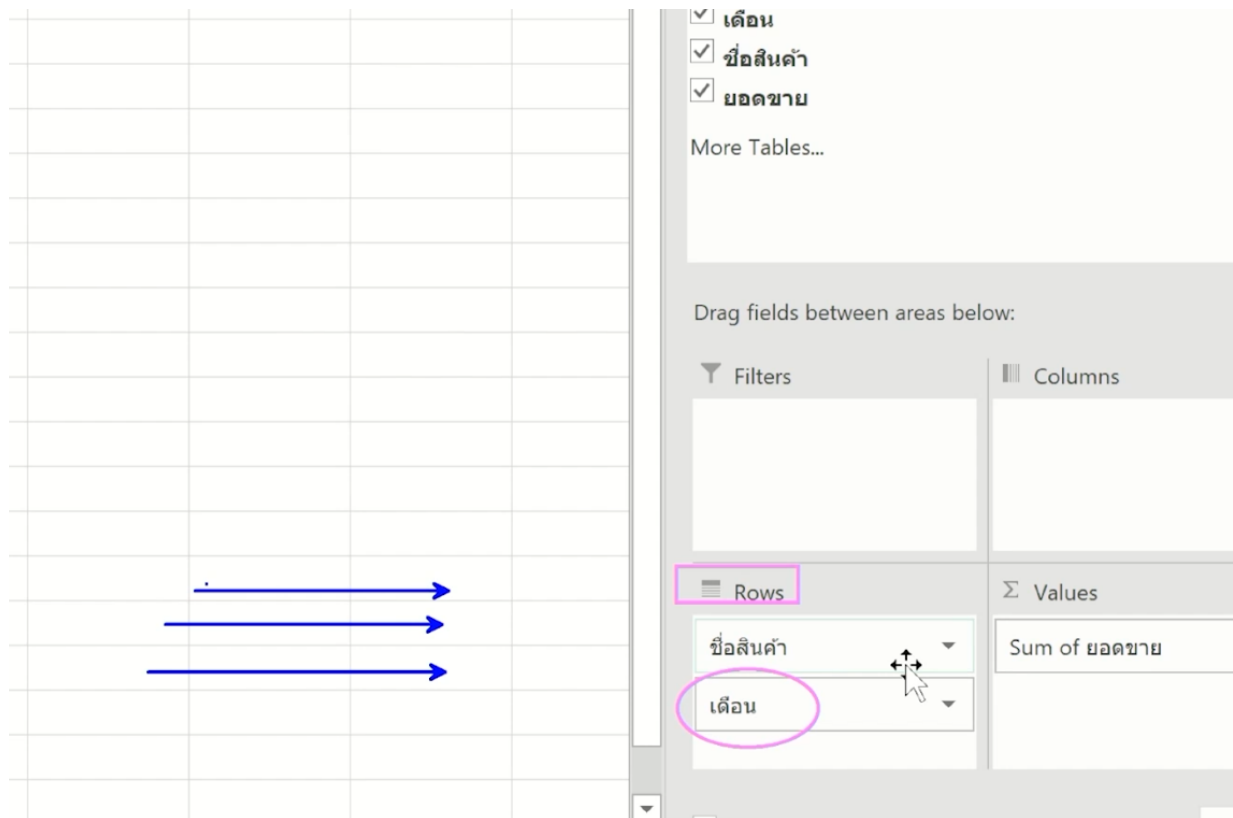 เดือน
ชื่อสินค้า
ยอดขาย
More Tables...
Drag fields between areas below:
Filters
Columns
Rows
Σ Values
ชื่อสินค้า
Sum of ยอดขาย
เดือน